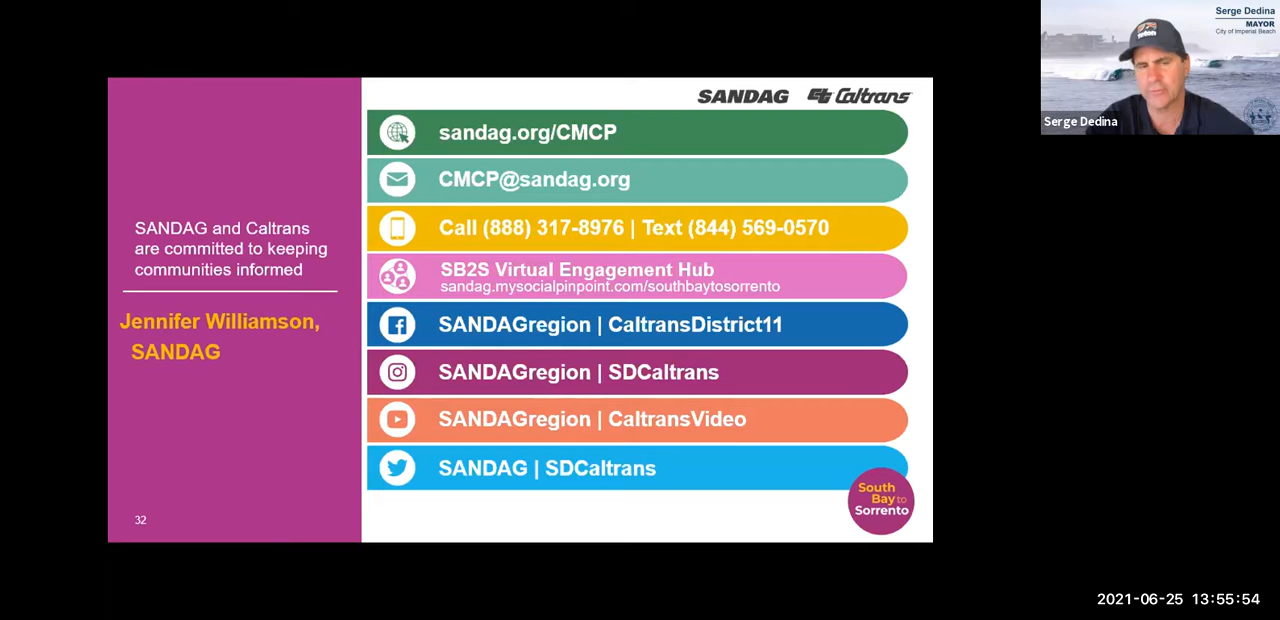 Serge Dedina
MAYOR
City of Imperial Beach
Serge Dedina
SANDAG Caltrans
SANDAG and Caltrans
are committed to keeping
communities informed
Jennifer Williamson,
SANDAG
32
sandag.org/CMCP
CMCP@sandag.org
Call (888) 317-8976 | Text (844) 569-0570
SB2S Virtual Engagement Hub
sandag.mysocialpinpoint.com/southbaytosorrento
SANDAGregion | CaltransDistrict11
SANDAGregion | SDCaltrans
SANDAGregion | CaltransVideo
SANDAG | SDCaltrans
South
Bay to
Sorrento
2021-06-25 13:55:54